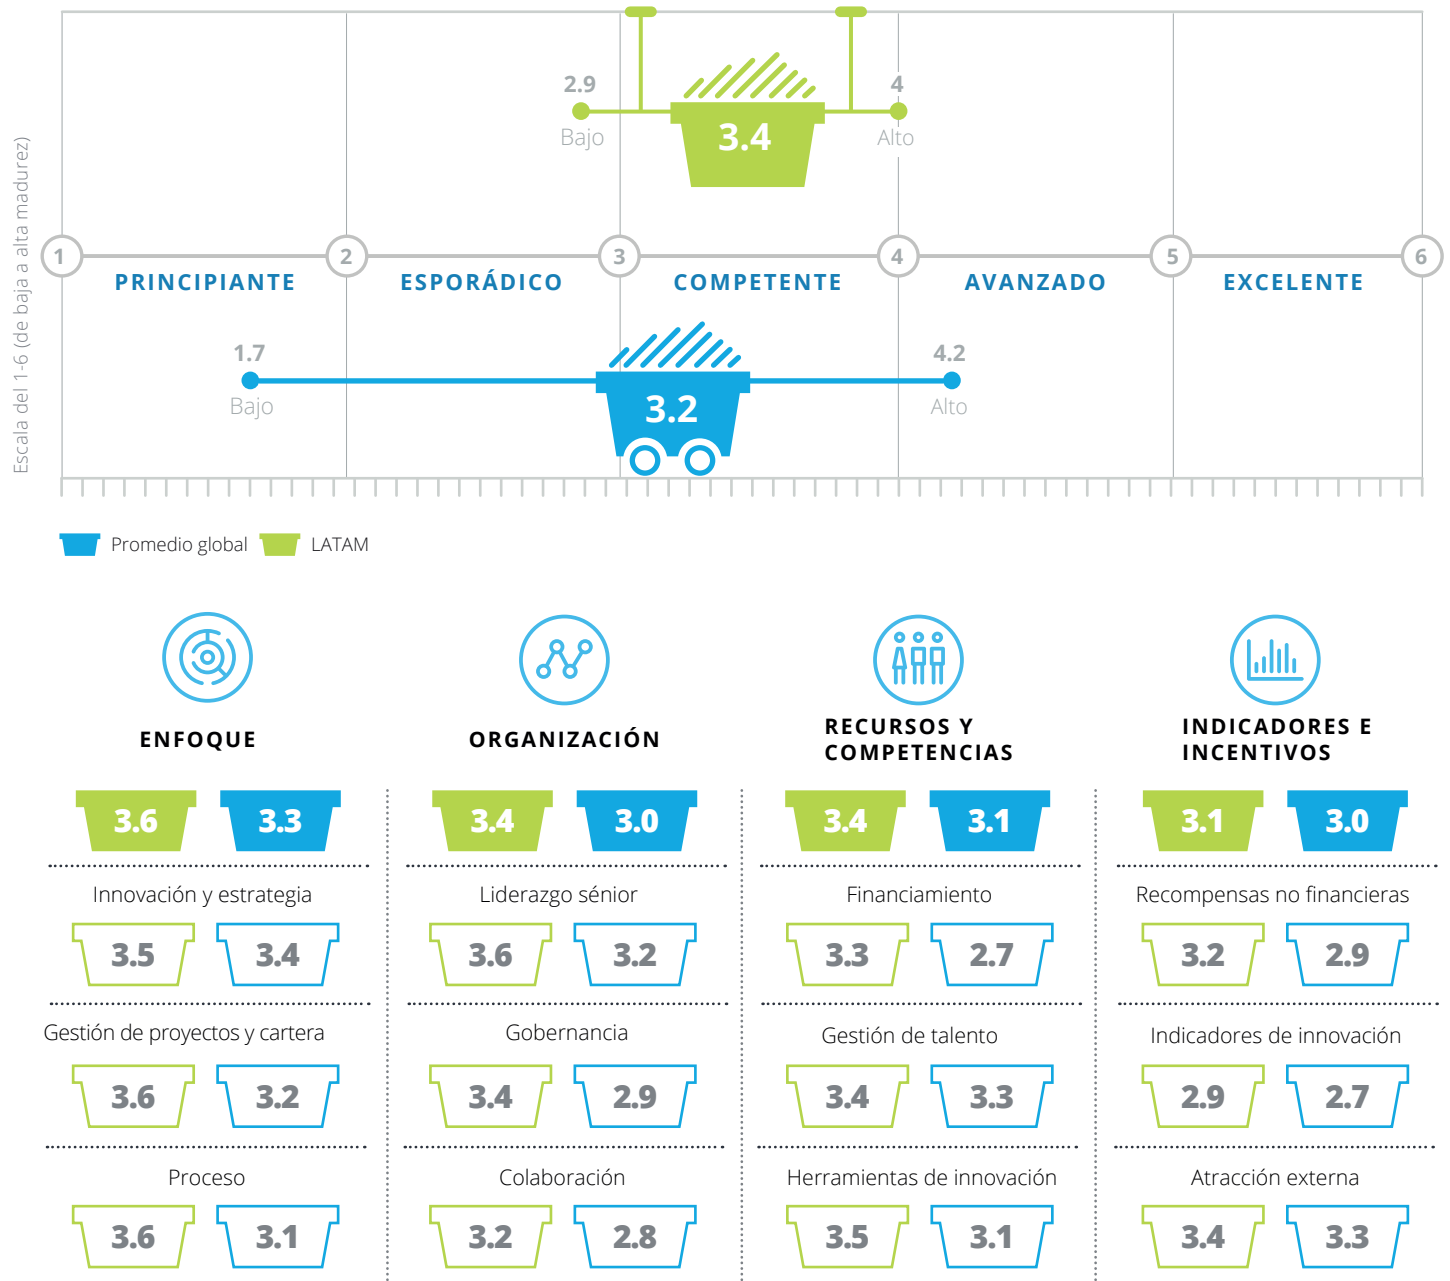 Escala del 1-6 (de baja a alta madurez)
2.9
4
Bajo
3.4
Alto
1
2
3
4
5
6
PRINCIPIANTE
ESPORÁDICO
COMPETENTE
AVANZADO
EXCELENTE
1.7
4.2
Bajo
3.2
Alto
Promedio global
LATAM
ENFOQUE
3.6
3.3
Innovación y estrategia
3.5
3.4
Gestión de proyectos y cartera
3.6
3.2
Proceso
3.6
3.1
ORGANIZACIÓN
3.4
3.0
Liderazgo sénior
3.6
3.2
Gobernancia
3.4
2.9
Colaboración
3.2
2.8
RECURSOS Y
COMPETENCIAS
3.4
3.1
Financiamiento
3.3
2.7
Gestión de talento
3.4
3.3
Herramientas de innovación
3.5
3.1
INDICADORES E
INCENTIVOS
3.1
3.0
Recompensas no financieras
3.2
2.9
Indicadores de innovación
2.9
2.7
Atracción externa
3.4
3.3